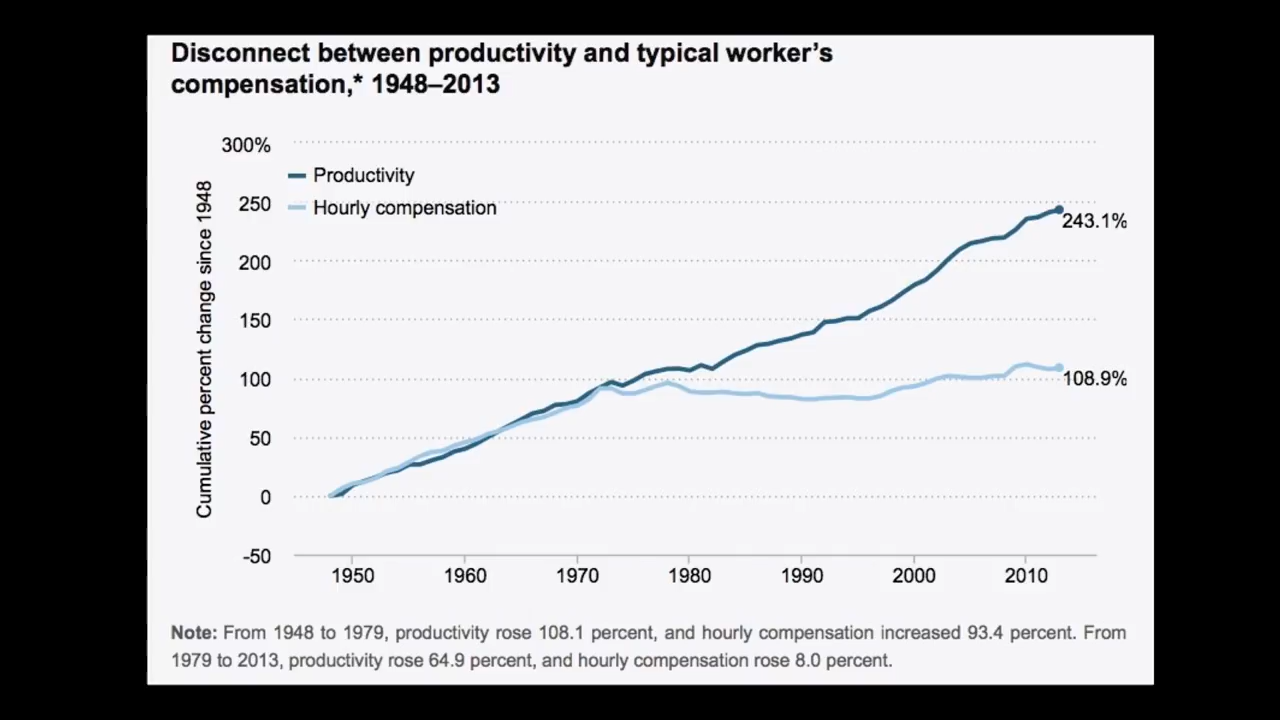 Disconnect between productivity and typical worker's
compensation,* 1948–2013
300%
Productivity
250
Hourly compensation
243.1%
200
150
100
108.9%
50
0
-50
Cumulative percent change since 1948
1950 1960 1970 1980 1990 2000 2010
Note: From 1948 to 1979, productivity rose 108.1 percent, and hourly compensation increased 93.4 percent. From
1979 to 2013, productivity rose 64.9 percent, and hourly compensation rose 8.0 percent.